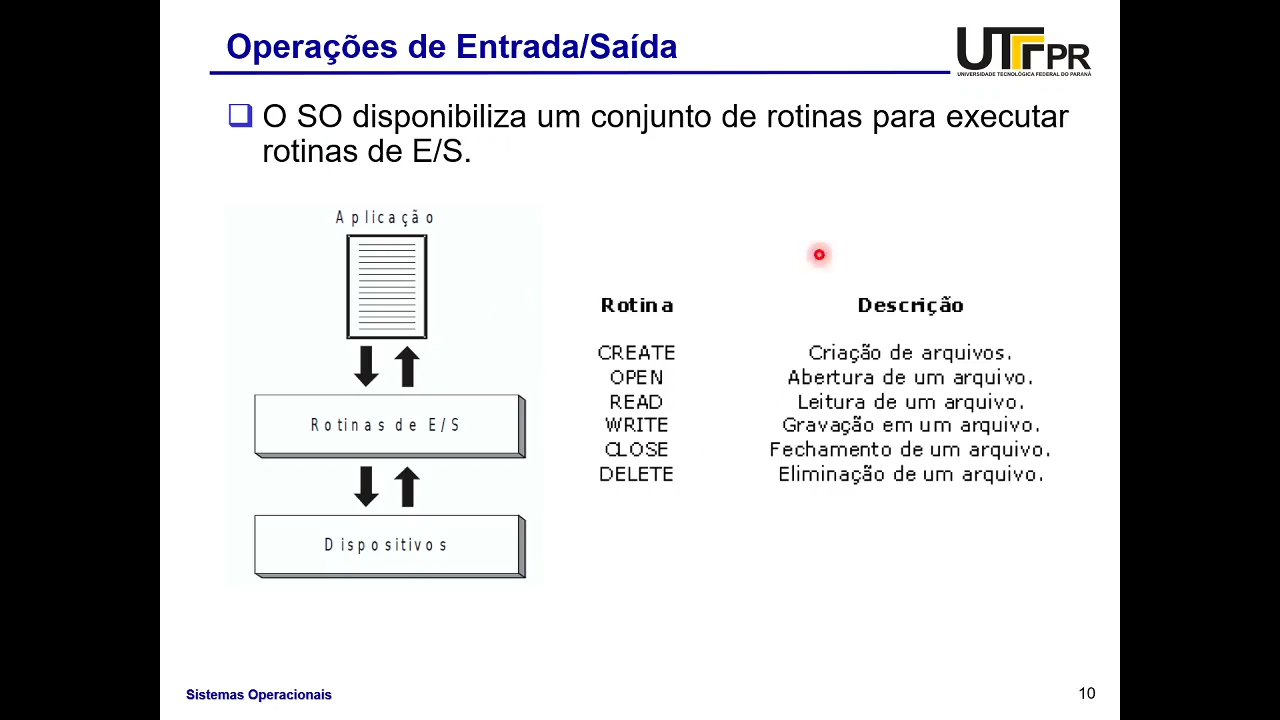 Operações de Entrada/Saída
UTFPR
UNIVERSIDADE TECNOLÓGICA FEDERAL DO PARANÁ
O SO disponibiliza um conjunto de rotinas para executar
rotinas de E/S.
Aplicação
Rotinas de E/S
Dispositivos
Rotina Descrição
CREATE Criação de arquivos.
OPEN Abertura de um arquivo.
READ Leitura de um arquivo.
WRITE Gravação em um arquivo.
CLOSE Fechamento de um arquivo.
DELETE Eliminação de um arquivo.
Sistemas Operacionais
10